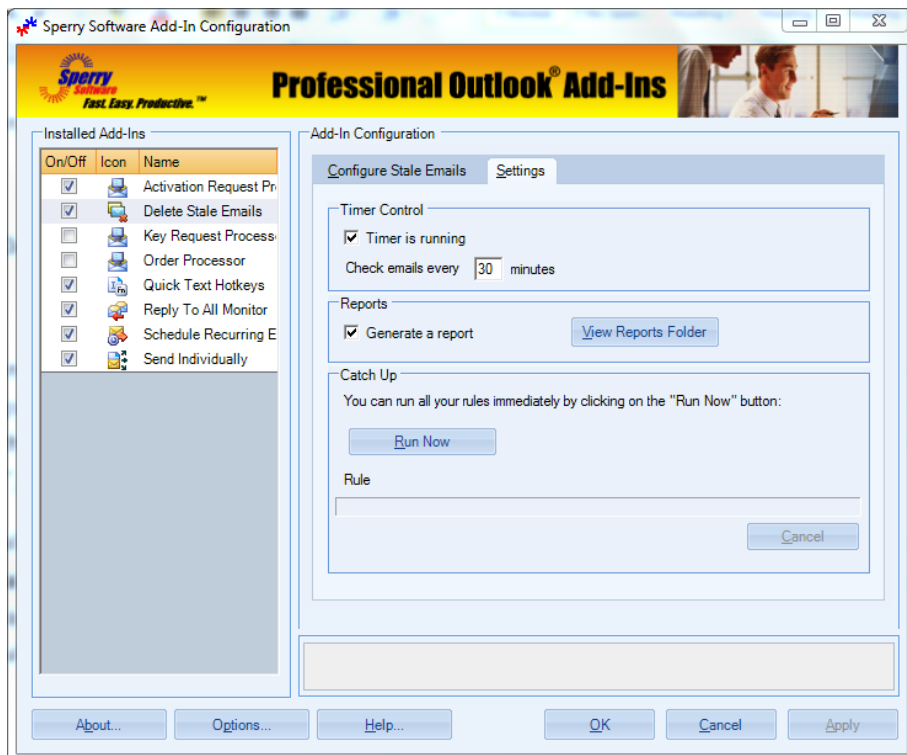 Sperry Software Add-In Configuration
Sperry
Software
Fast. Easy. Productive.™
Professional Outlook® Add-Ins
Installed Add-Ins
On/Off Icon Name
Activation Request Pr
Delete Stale Emails
Key Request Process
Order Processor
Quick Text Hotkeys
Reply To All Monitor
Schedule Recurring E
Send Individually
Add-In Configuration
Configure Stale Emails Settings
Timer Control
Timer is running
Check emails every 30 minutes
Reports
Generate a report View Reports Folder
Catch Up
You can run all your rules immediately by clicking on the "Run Now" button:
Run Now
Rule
Cancel
About... Options... Help... OK Cancel Apply